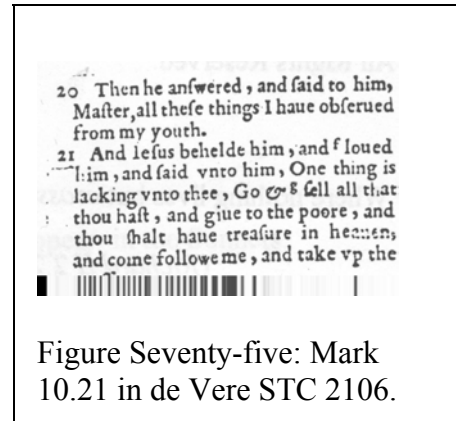 20 Then he anſwered, and ſaid to him,
Maſter, all theſe things I haue obſerued
from my youth.
21 And Ieſus behelde him, and f loued
him, and ſaid vnto him, One thing is
lacking vnto thee, Go & g ſell all that
thou haſt, and giue to the poore, and
thou ſhalt haue treaſure in heauen,
and come followe me, and take vp the
Figure Seventy-five: Mark
10.21 in de Vere STC 2106.